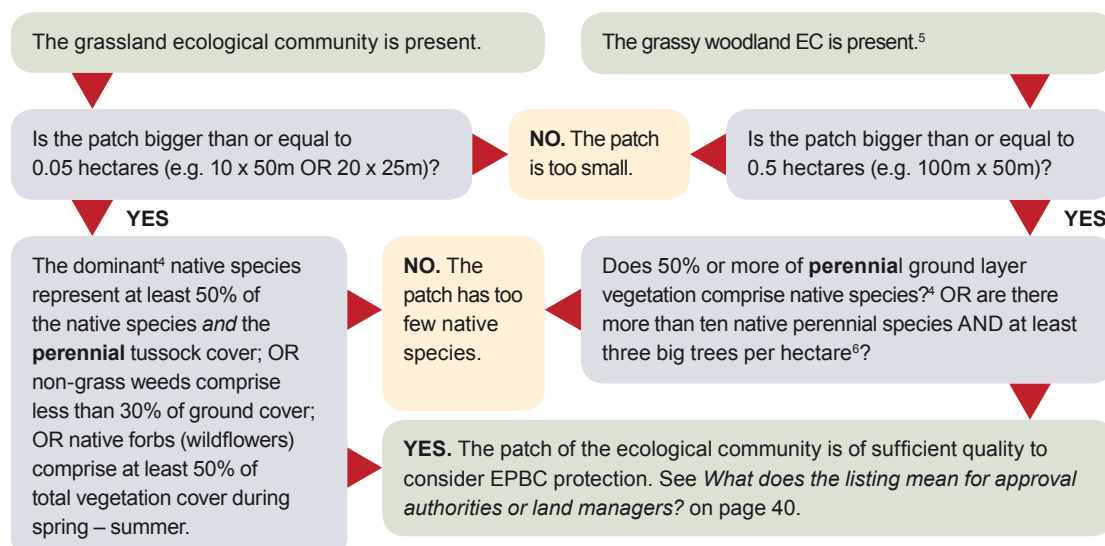 The grassland ecological community is present.
The grassy woodland EC is present.⁵
Is the patch bigger than or equal to
0.05 hectares (e.g. 10 x 50m OR 20 x 25m)?
NO. The patch
is too small.
Is the patch bigger than or equal to
0.5 hectares (e.g. 100m x 50m)?
YES
YES
The dominant⁴ native species
represent at least 50% of
the native species and the
perennial tussock cover; OR
non-grass weeds comprise
less than 30% of ground cover;
OR native forbs (wildflowers)
comprise at least 50% of
total vegetation cover during
spring – summer.
NO. The
patch has too
few native
species.
Does 50% or more of perennial ground layer
vegetation comprise native species?⁴ OR are there
more than ten native perennial species AND at least
three big trees per hectare⁶?
YES. The patch of the ecological community is of sufficient quality to
consider EPBC protection. See What does the listing mean for approval
authorities or land managers? on page 40.